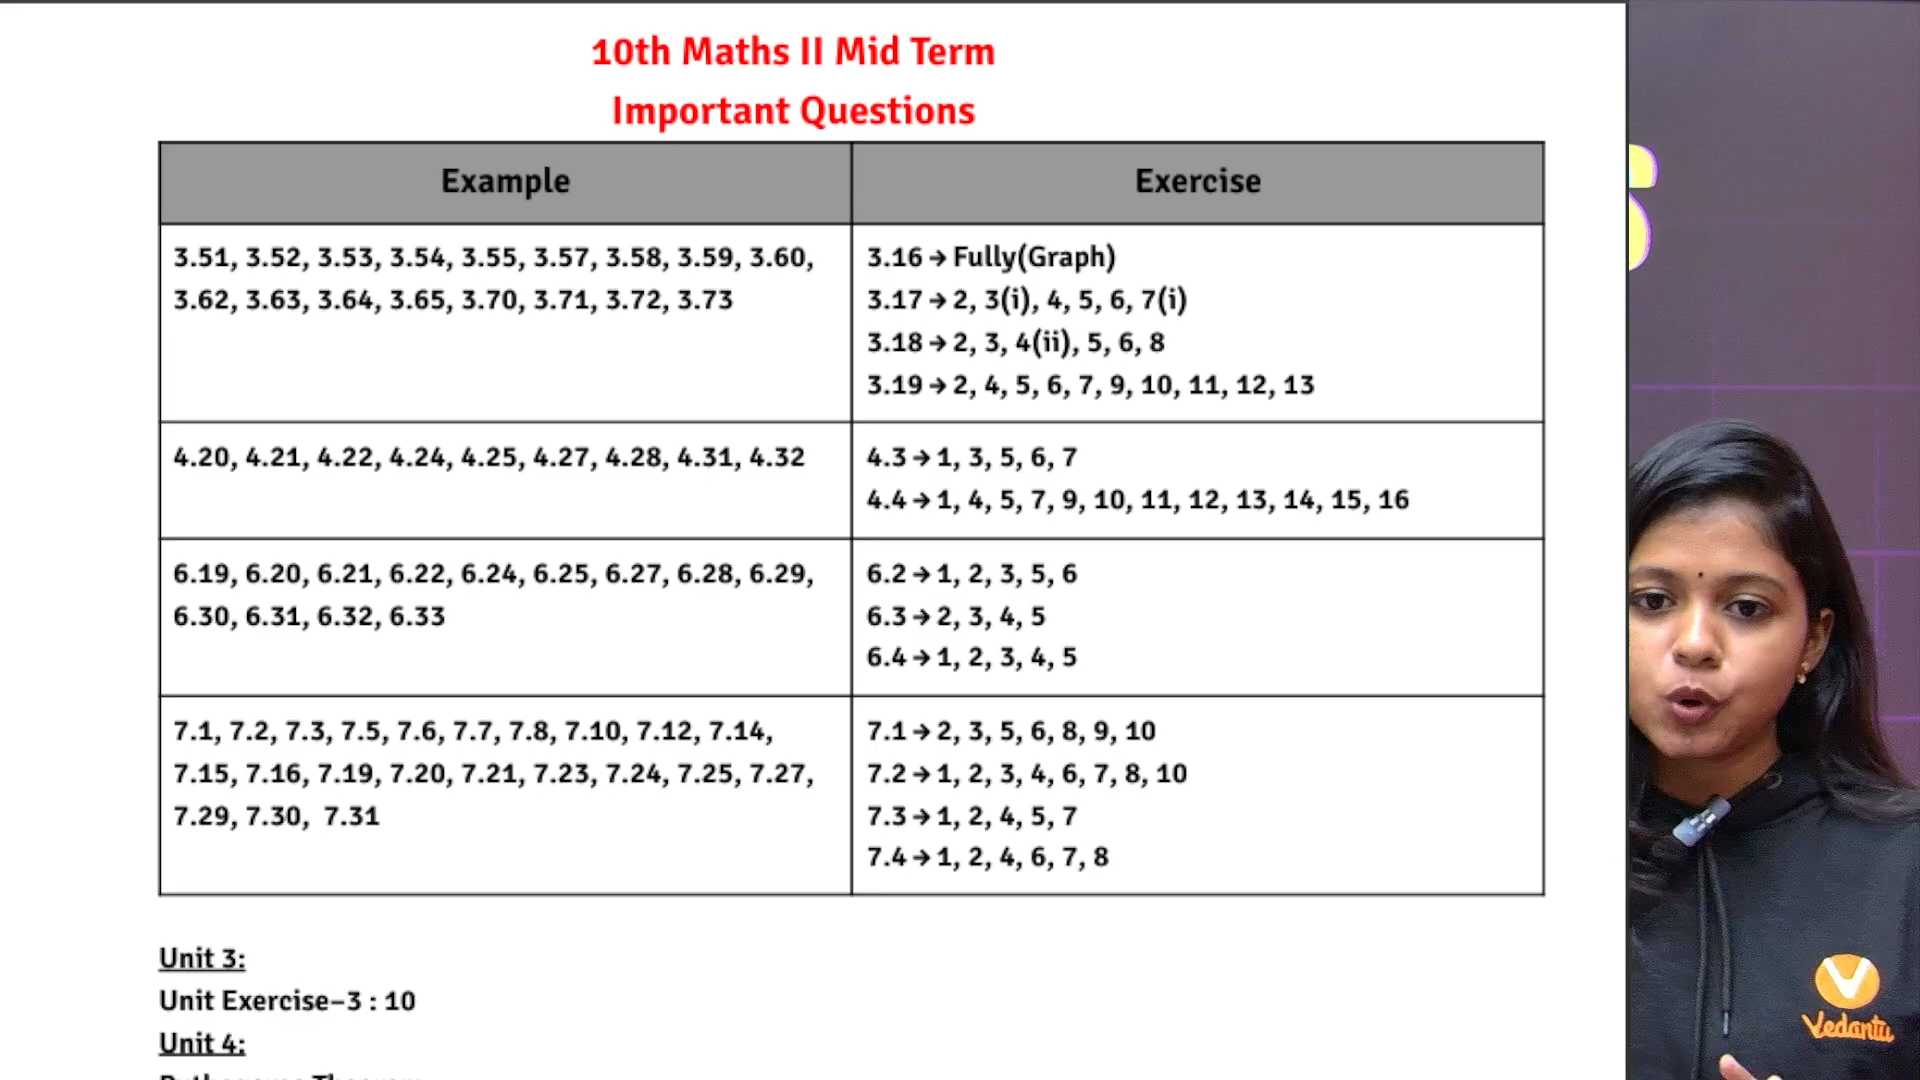 10th Maths II Mid Term
Important Questions
Example
Exercise
3.51, 3.52, 3.53, 3.54, 3.55, 3.57, 3.58, 3.59, 3.60,
3.62, 3.63, 3.64, 3.65, 3.70, 3.71, 3.72, 3.73
3.16 → Fully(Graph)
3.17 → 2, 3(i), 4, 5, 6, 7(i)
3.18 → 2, 3, 4(ii), 5, 6, 8
3.19 → 2, 4, 5, 6, 7, 9, 10, 11, 12, 13
4.20, 4.21, 4.22, 4.24, 4.25, 4.27, 4.28, 4.31, 4.32
4.3 → 1, 3, 5, 6, 7
4.4 → 1, 4, 5, 7, 9, 10, 11, 12, 13, 14, 15, 16
6.19, 6.20, 6.21, 6.22, 6.24, 6.25, 6.27, 6.28, 6.29,
6.30, 6.31, 6.32, 6.33
6.2 → 1, 2, 3, 5, 6
6.3 → 2, 3, 4, 5
6.4 → 1, 2, 3, 4, 5
7.1, 7.2, 7.3, 7.5, 7.6, 7.7, 7.8, 7.10, 7.12, 7.14,
7.15, 7.16, 7.19, 7.20, 7.21, 7.23, 7.24, 7.25, 7.27,
7.29, 7.30, 7.31
7.1 → 2, 3, 5, 6, 8, 9, 10
7.2 → 1, 2, 3, 4, 6, 7, 8, 10
7.3 → 1, 2, 4, 5, 7
7.4 → 1, 2, 4, 6, 7, 8
Unit 3:
Unit Exercise–3 : 10
Unit 4:
Vedantu